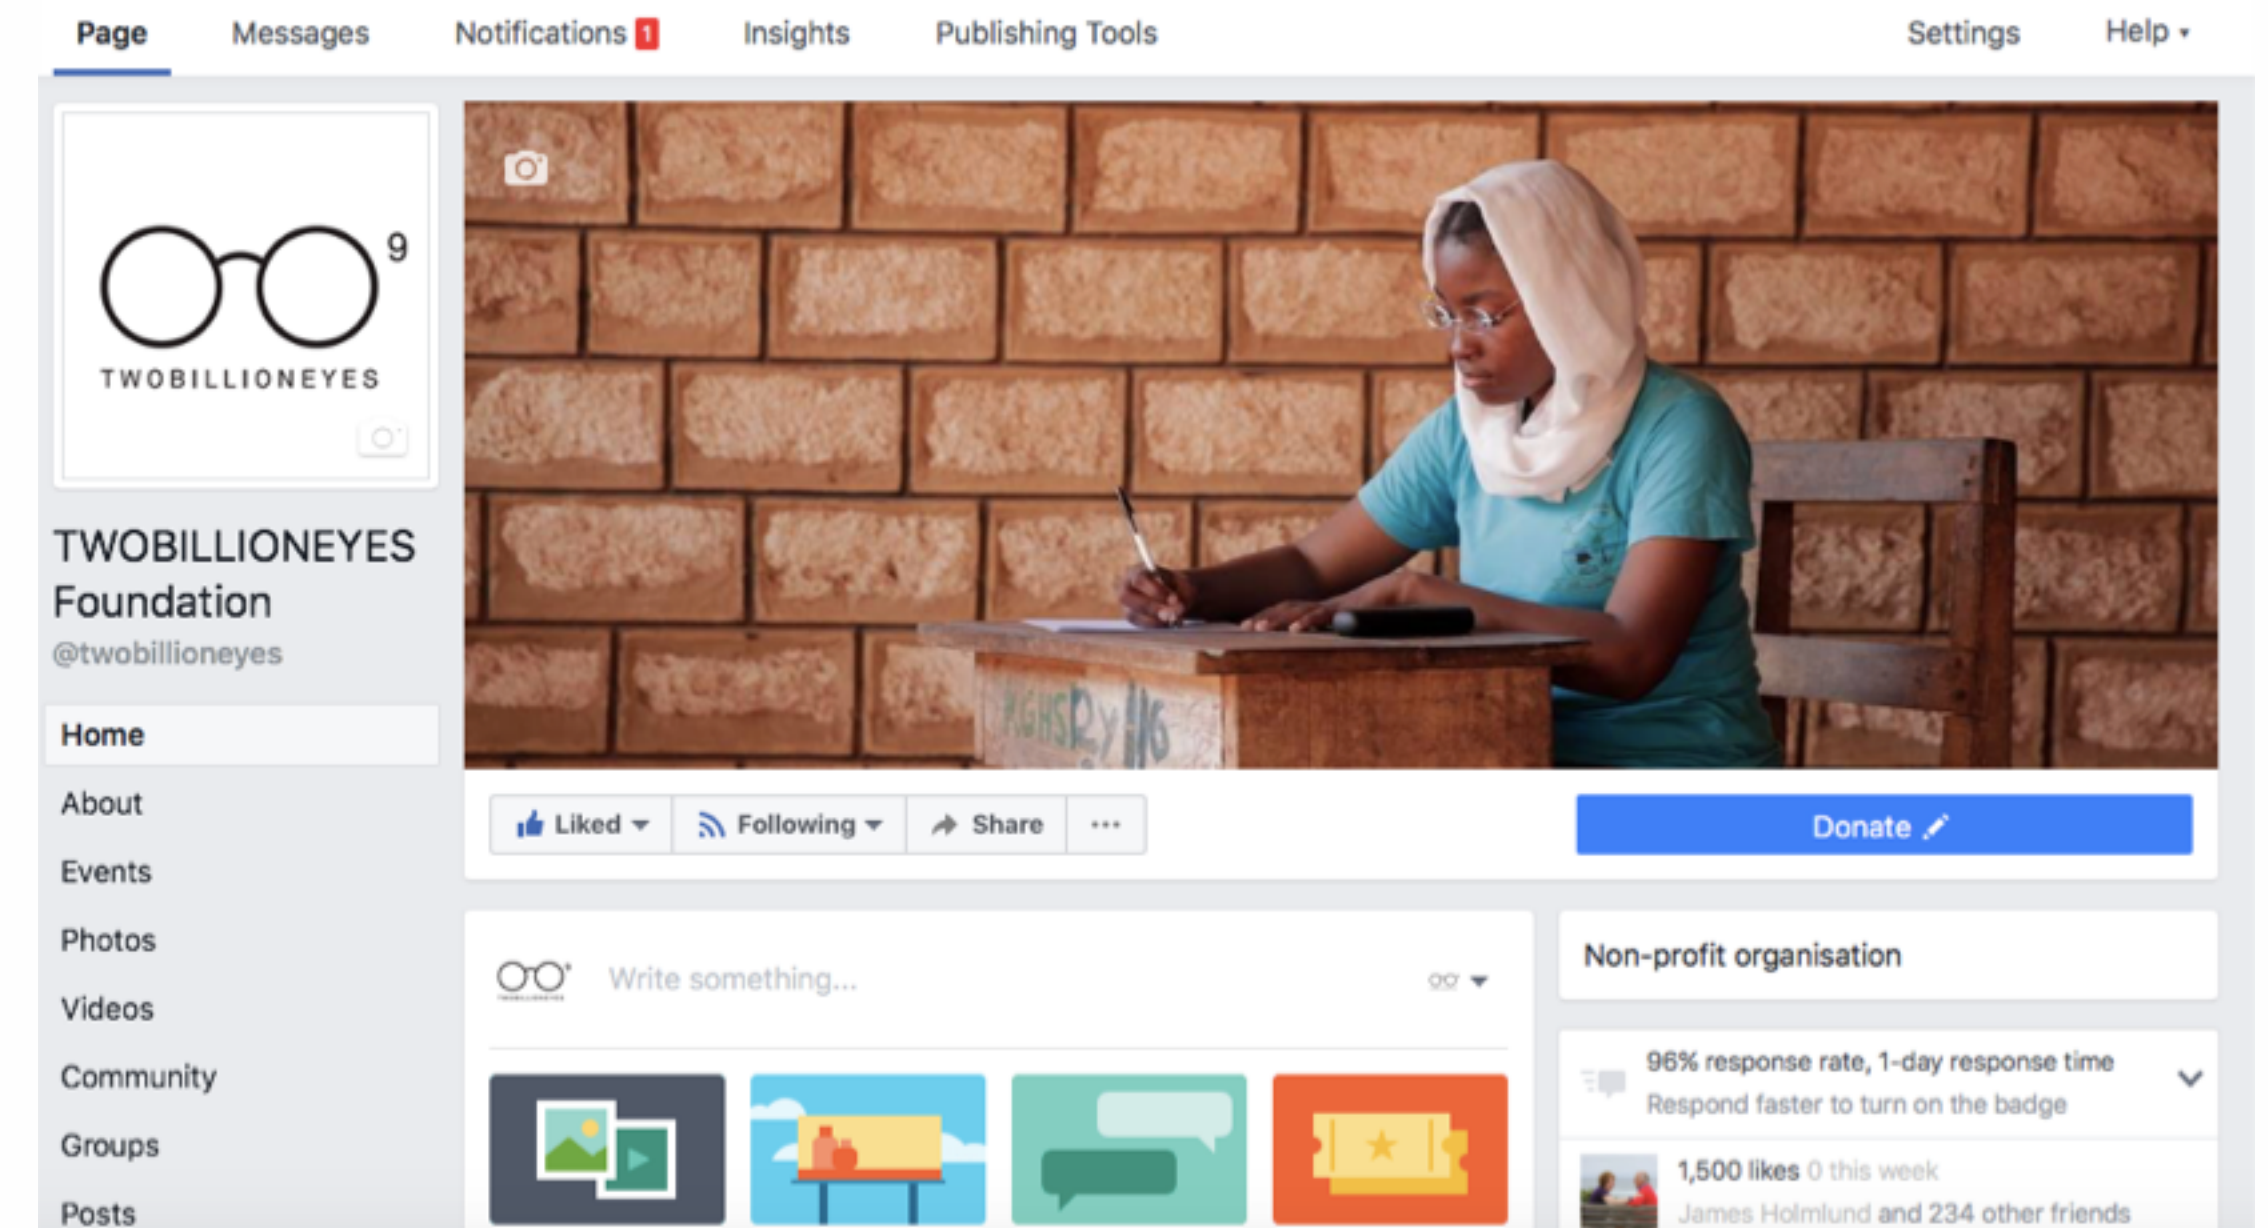 Page Messages Notifications 1 Insights Publishing Tools Settings Help
9
TWOBILLIONEYES
TWOBILLIONEYES
Foundation
@twobillioneyes
Home
About
Events
Photos
Videos
Community
Groups
Posts
Liked Following Share ... Donate
Write something...
Non-profit organisation
96% response rate, 1-day response time
Respond faster to turn on the badge
1,500 likes 0 this week
James Holmlund and 234 other friends